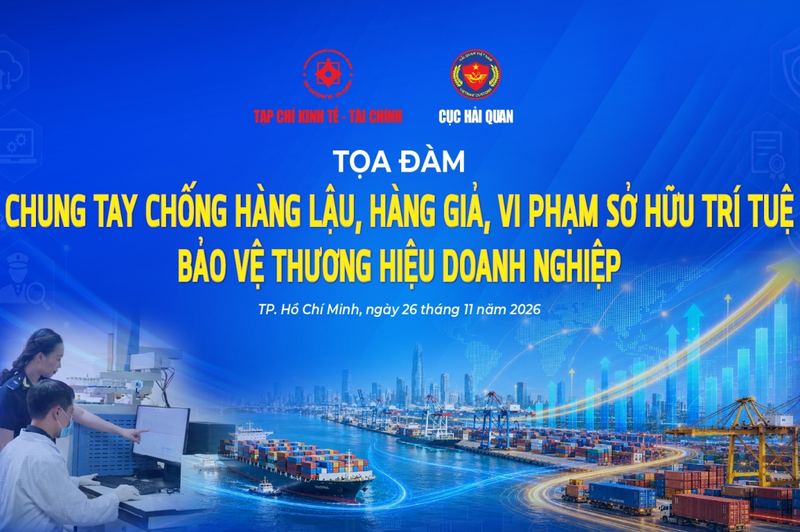 TẠP CHÍ KINH TẾ - TÀI CHÍNH
CỤC HẢI QUAN
TỌA ĐÀM
CHUNG TAY CHỐNG HÀNG LẬU, HÀNG GIẢ, VI PHẠM SỞ HỮU TRÍ TUỆ
BẢO VỆ THƯƠNG HIỆU DOANH NGHIỆP
TP. Hồ Chí Minh, ngày 26 tháng 11 năm 2026